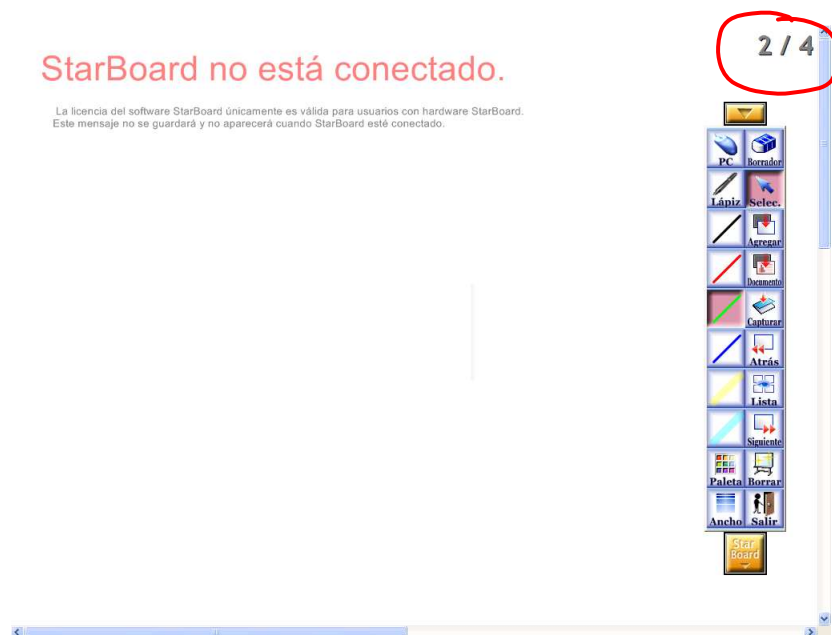 2 / 4
StarBoard no está conectado.
La licencia del software StarBoard únicamente es válida para usuarios con hardware StarBoard.
Este mensaje no se guardará y no aparecerá cuando StarBoard esté conectado.
PC Borrador
Lápiz Selec.
Agregar
Documento
Capturar
Atrás
Lista
Siguiente
Paleta Borrar
Ancho Salir
Star
Board